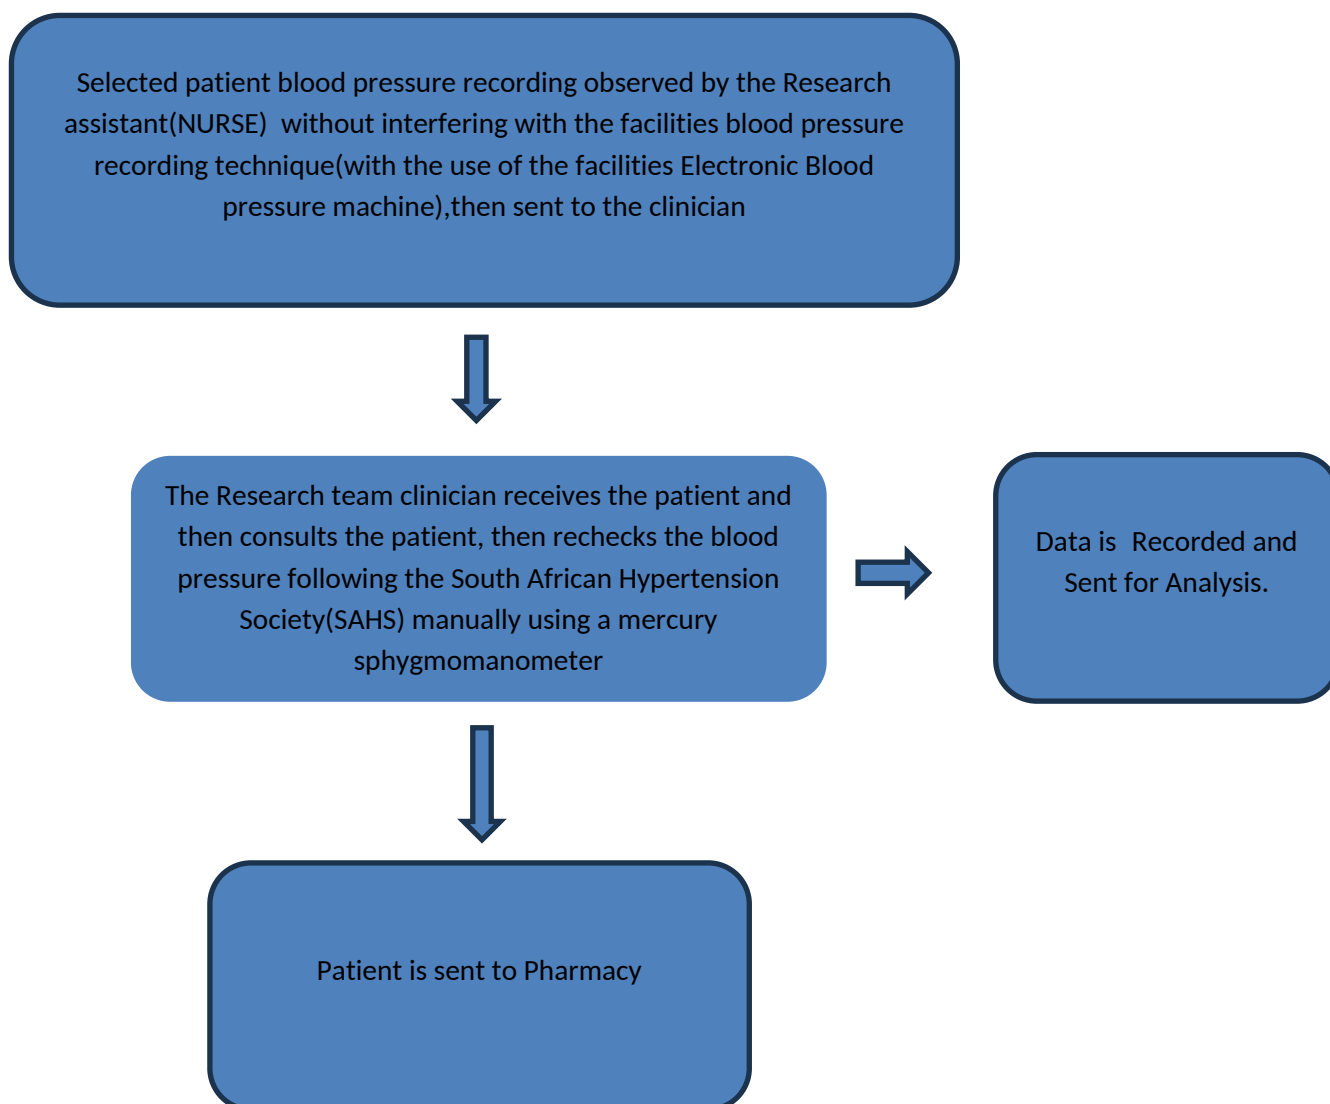 Selected patient blood pressure recording observed by the Research
assistant(NURSE)  without interfering with the facilities blood pressure
recording technique(with the use of the facilities Electronic Blood
pressure machine),then sent to the clinician
The Research team clinician receives the patient and
then consults the patient, then rechecks the blood
pressure following the South African Hypertension
Society(SAHS) manually using a mercury
sphygmomanometer
Data is  Recorded and
Sent for Analysis.
Patient is sent to Pharmacy